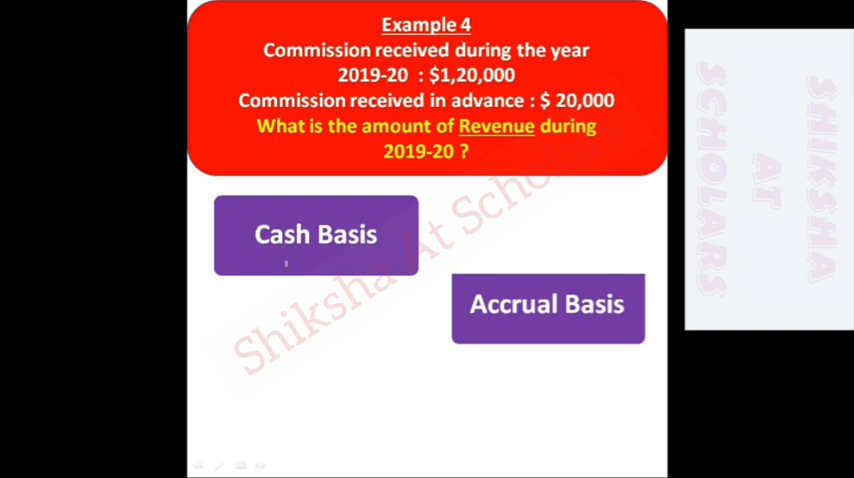 Example 4
Commission received during the year
2019-20 : $1,20,000
Commission received in advance : $ 20,000
What is the amount of Revenue during
2019-20 ?
Cash Basis
Accrual Basis
Shiksha At Scholars
SHIKSHA
AT
SCHOLARS